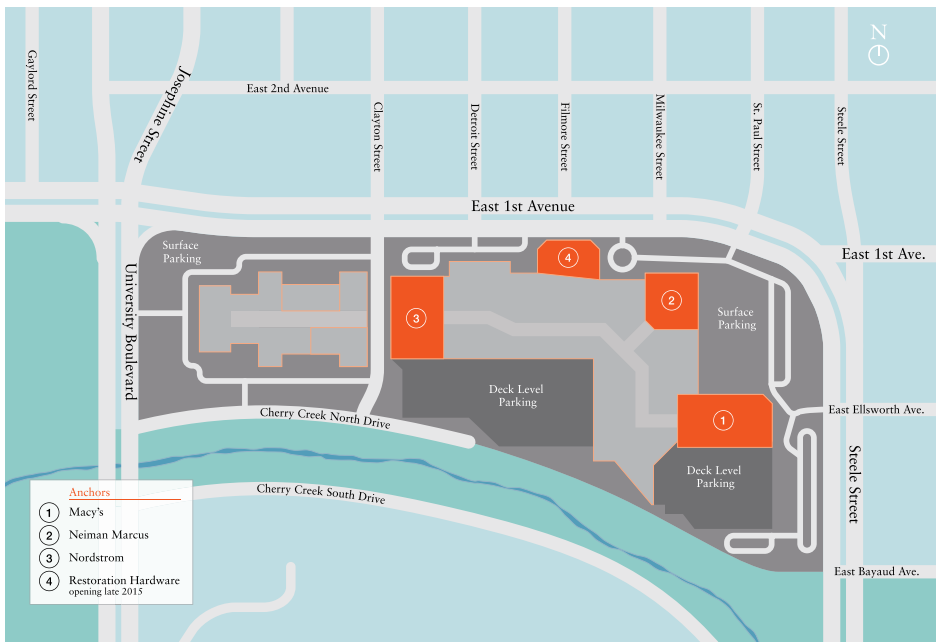 N
Gaylord Street
Josephine Street
East 2nd Avenue
Clayton Street
Detroit Street
Filmore Street
Milwaukee Street
St. Paul Street
Steele Street
East 1st Avenue
East 1st Ave.
Surface
Parking
4
2
3
Surface
Parking
University Boulevard
Deck Level
Parking
1
East Ellsworth Ave.
Cherry Creek North Drive
Steele Street
Deck Level
Parking
Cherry Creek South Drive
East Bayaud Ave.
Anchors
1 Macy's
2 Neiman Marcus
3 Nordstrom
4 Restoration Hardware
opening late 2015